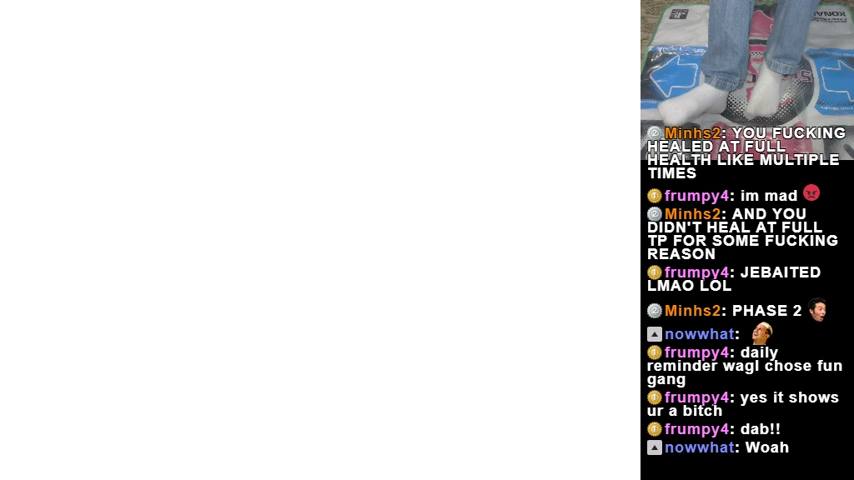 KONAMI
Minhs2: YOU FUCKING
HEALED AT FULL
HEALTH LIKE MULTIPLE
TIMES
frumpy4: im mad
Minhs2: AND YOU
DIDN'T HEAL AT FULL
TP FOR SOME FUCKING
REASON
frumpy4: JEBAITED
LMAO LOL
Minhs2: PHASE 2
nowwhat:
frumpy4: daily
reminder wagl chose fun
gang
frumpy4: yes it shows
ur a bitch
frumpy4: dab!!
nowwhat: Woah